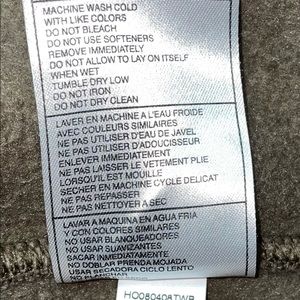 MACHINE WASH COLD
WITH LIKE COLORS
DO NOT BLEACH
DO NOT USE SOFTENERS
REMOVE IMMEDIATELY
DO NOT ALLOW TO LAY ON ITSELF
WHEN WET
TUMBLE DRY LOW
DO NOT IRON
DO NOT DRY CLEAN
LAVER EN MACHINE A L'EAU FROIDE
AVEC COULEURS SIMILAIRES
NE PAS UTILISER D'EAU DE JAVEL
NE PAS UTILISER D'ADOUCISSEUR
ENLEVER IMMEDIATEMENT
NE PAS LAISSER LE VETEMENT PLIE
LORSQU'IL EST MOUILLE
SECHER EN MACHINE CYCLE DELICAT
NE PAS REPASSER
NE PAS NETTOYER A SEC
LAVAR A MAQUINA EN AGUA FRIA
Y CON COLORES SIMILARES
NO USAR BLANQUEADORES
NO USAR SUAVIZANTES
SACAR INMEDIATAMENTE
NO DOBLAR PRENDA MOJADA
USAR SECADORA CICLO LENTO
NO PLANCHAR
HO080408TWR